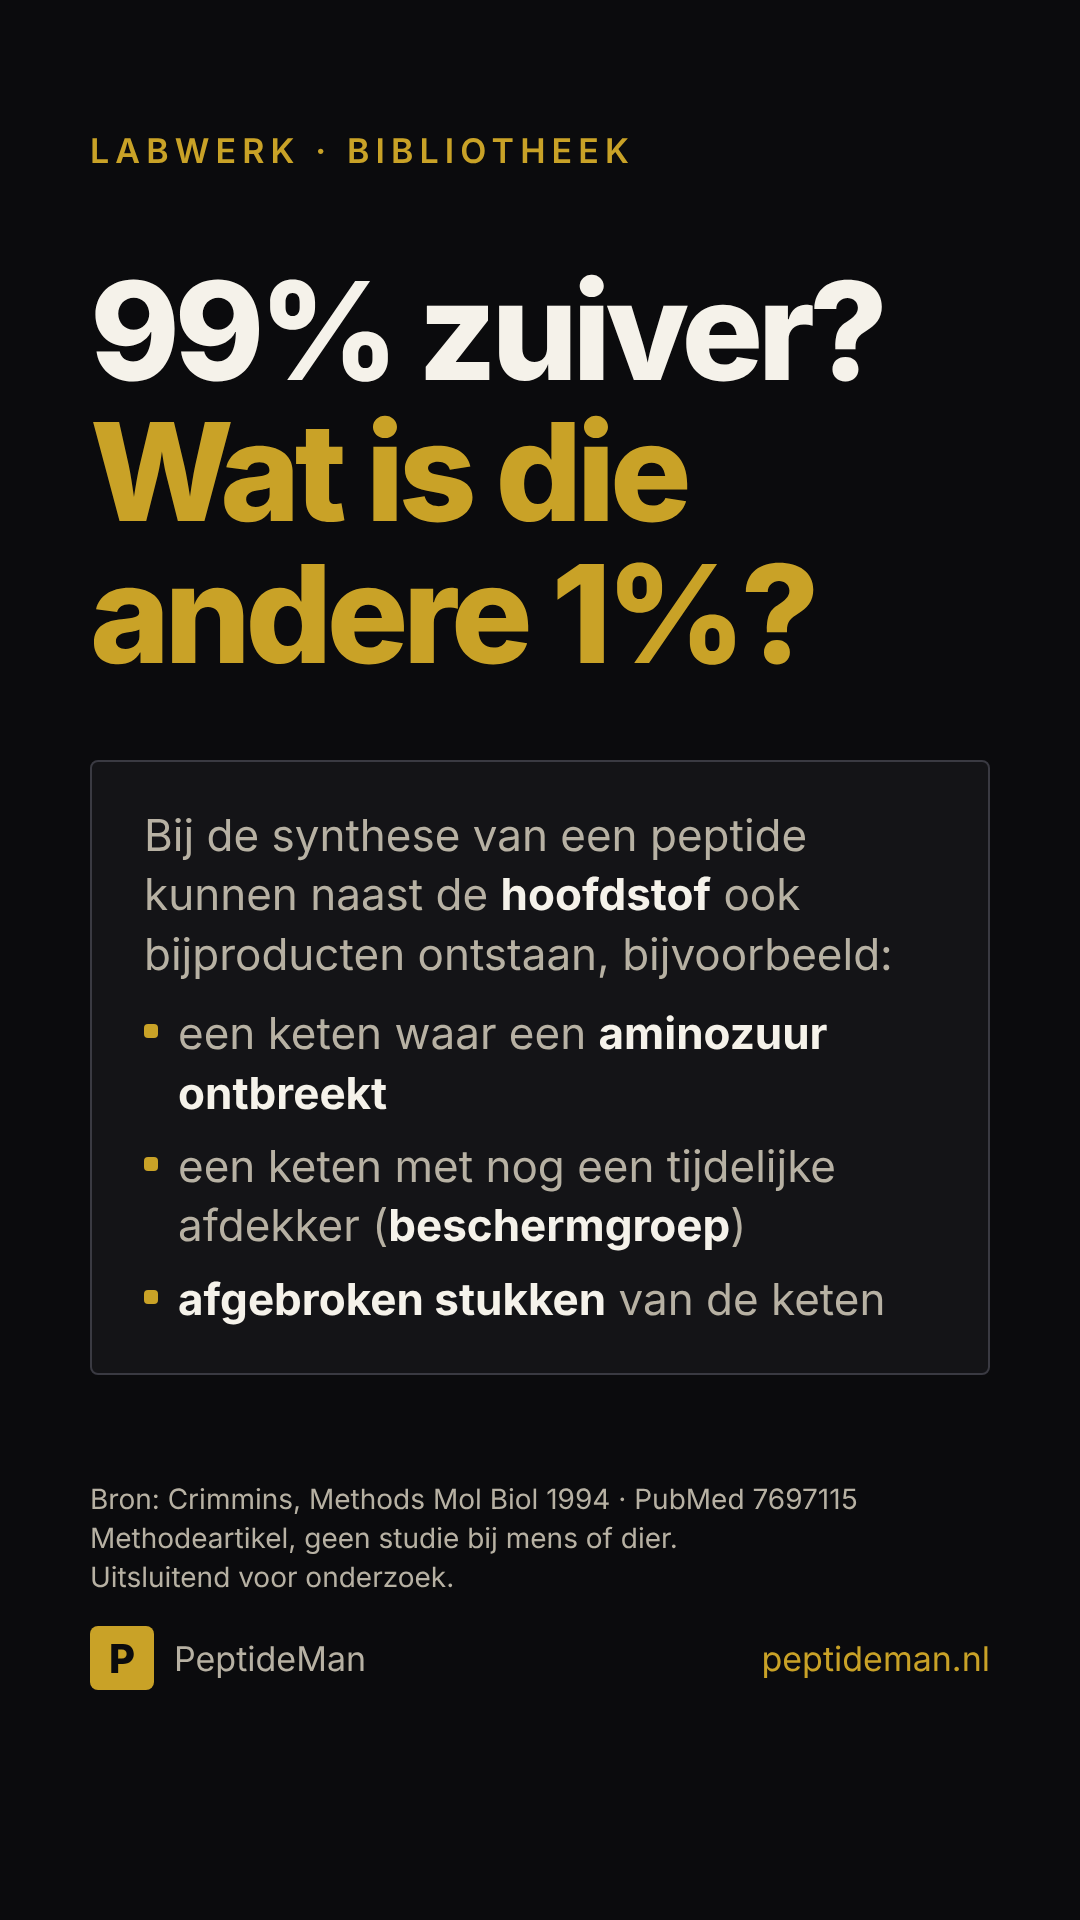 LABWERK · BIBLIOTHEEK
99% zuiver?
Wat is die
andere 1%?
Bij de synthese van een peptide
kunnen naast de hoofdstof ook
bijproducten ontstaan, bijvoorbeeld:
een keten waar een aminozuur
ontbreekt
een keten met nog een tijdelijke
afdekker (beschermgroep)
afgebroken stukken van de keten
Bron: Crimmins, Methods Mol Biol 1994 · PubMed 7697115
Methodeartikel, geen studie bij mens of dier.
Uitsluitend voor onderzoek.
P PeptideMan peptideman.nl